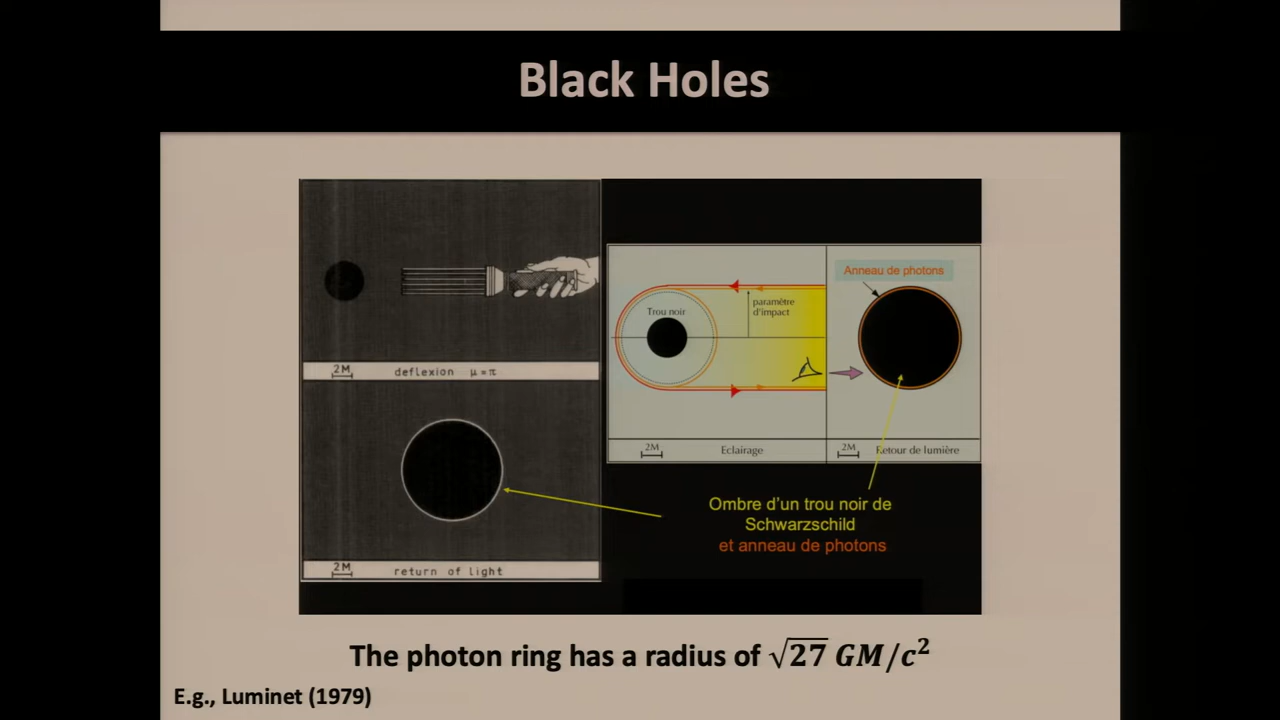 Black Holes
2M
deflexion μ=π
2M
return of light
Trou noir
paramètre
d'impact
2M
Eclairage
Anneau de photons
2M
Retour de lumière
Ombre d'un trou noir de
Schwarzschild
et anneau de photons
The photon ring has a radius of √27 GM/c²
E.g., Luminet (1979)